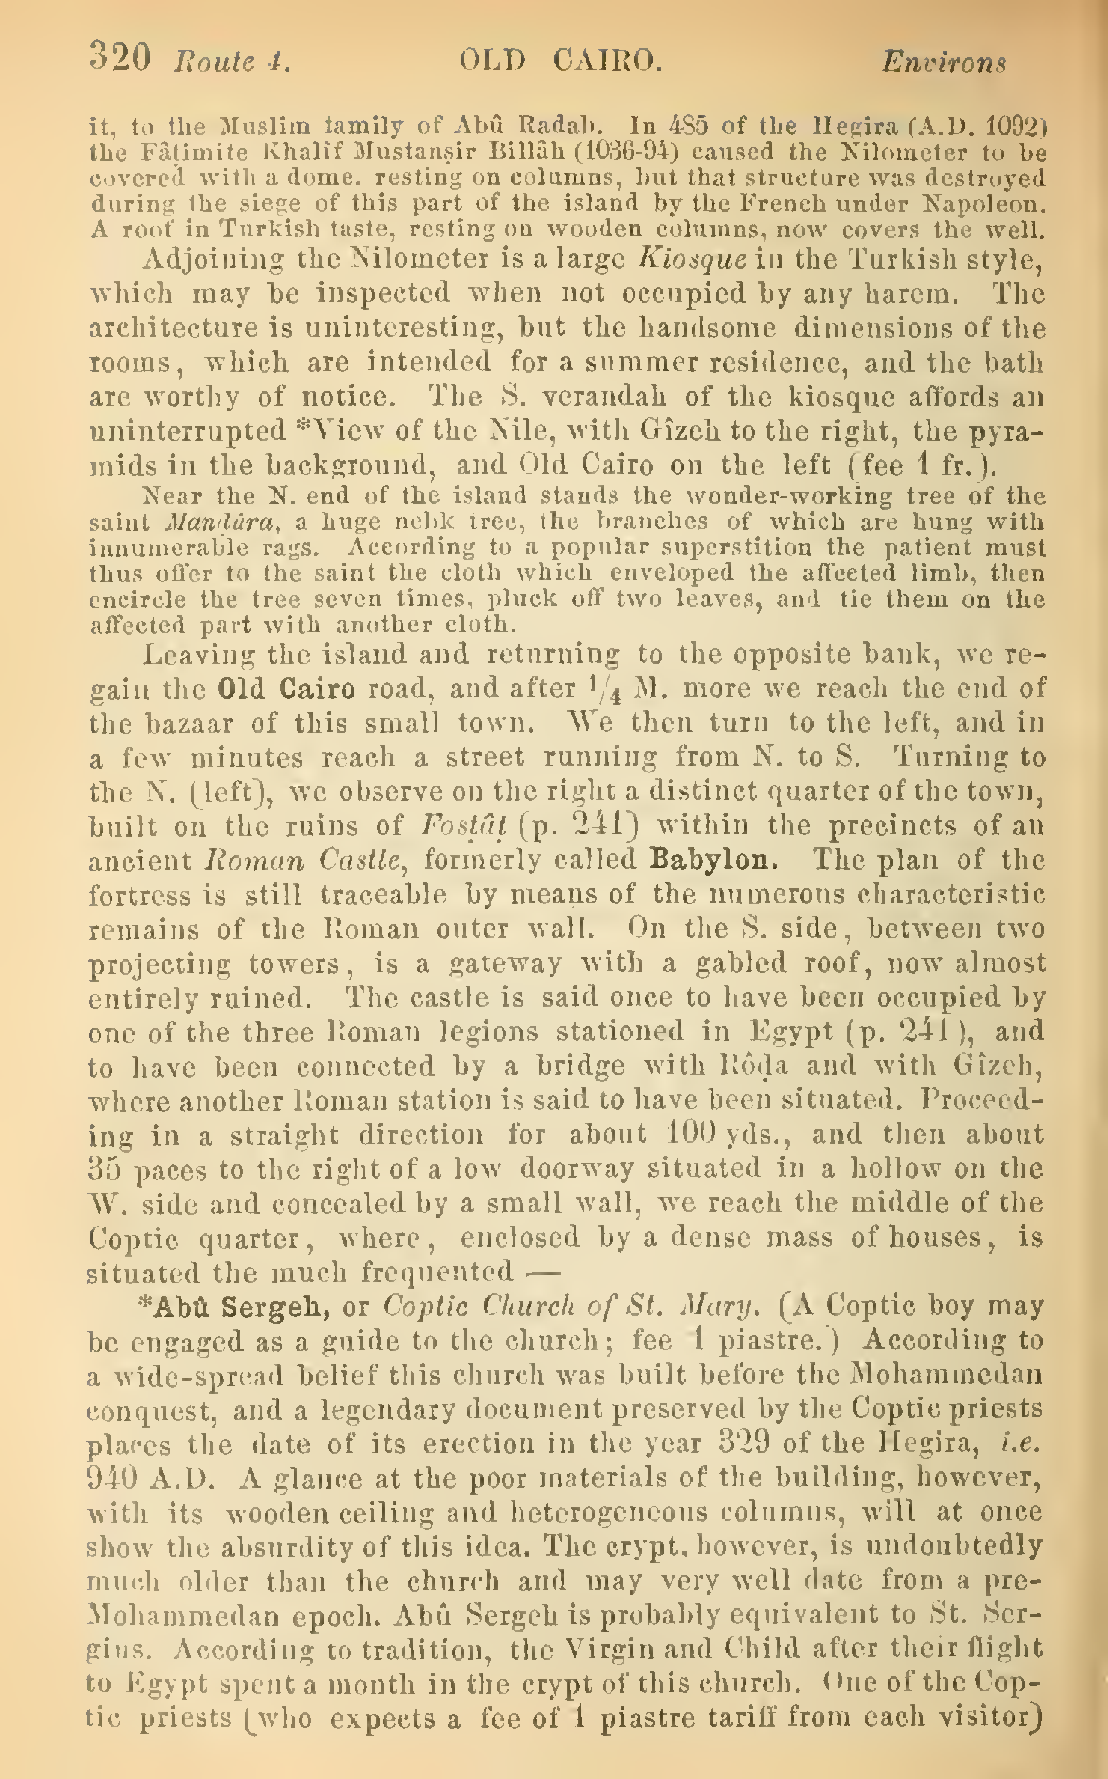 320 Route 4. OLD CAIRO. Environs
it, to the Muslim family of Abû Radab. In 485 of the Hegira (A.D. 1092)
the Fâṭimite Khalif Mustanṣir Billâh (1036-94) caused the Nilometer to be
covered with a dome. resting on columns, but that structure was destroyed
during the siege of this part of the island by the French under Napoleon.
A roof in Turkish taste, resting on wooden columns, now covers the well.
Adjoining the Nilometer is a large Kiosque in the Turkish style,
which may be inspected when not occupied by any harem. The
architecture is uninteresting, but the handsome dimensions of the
rooms, which are intended for a summer residence, and the bath
are worthy of notice. The S. verandah of the kiosque affords an
uninterrupted *View of the Nile, with Gîzeh to the right, the pyra-
mids in the background, and Old Cairo on the left (fee 1 fr.).
Near the N. end of the island stands the wonder-working tree of the
saint Mandûra, a huge nebk tree, the branches of which are hung with
innumerable rags. According to a popular superstition the patient must
thus offer to the saint the cloth which enveloped the affected limb, then
encircle the tree seven times, pluck off two leaves, and tie them on the
affected part with another cloth.
Leaving the island and returning to the opposite bank, we re-
gain the Old Cairo road, and after 1/4 M. more we reach the end of
the bazaar of this small town. We then turn to the left, and in
a few minutes reach a street running from N. to S. Turning to
the N. (left), we observe on the right a distinct quarter of the town,
built on the ruins of Fosṭâṭ (p. 241) within the precincts of an
ancient Roman Castle, formerly called Babylon. The plan of the
fortress is still traceable by means of the numerous characteristic
remains of the Roman outer wall. On the S. side, between two
projecting towers, is a gateway with a gabled roof, now almost
entirely ruined. The castle is said once to have been occupied by
one of the three Roman legions stationed in Egypt (p. 241), and
to have been connected by a bridge with Rôḍa and with Gîzeh,
where another Roman station is said to have been situated. Proceed-
ing in a straight direction for about 100 yds., and then about
35 paces to the right of a low doorway situated in a hollow on the
W. side and concealed by a small wall, we reach the middle of the
Coptic quarter, where, enclosed by a dense mass of houses, is
situated the much frequented —
*Abû Sergeh, or Coptic Church of St. Mary. (A Coptic boy may
be engaged as a guide to the church; fee 1 piastre.) According to
a wide-spread belief this church was built before the Mohammedan
conquest, and a legendary document preserved by the Coptic priests
places the date of its erection in the year 329 of the Hegira, i.e.
940 A.D. A glance at the poor materials of the building, however,
with its wooden ceiling and heterogeneous columns, will at once
show the absurdity of this idea. The crypt, however, is undoubtedly
much older than the church and may very well date from a pre-
Mohammedan epoch. Abû Sergeh is probably equivalent to St. Ser-
gius. According to tradition, the Virgin and Child after their flight
to Egypt spent a month in the crypt of this church. One of the Cop-
tic priests (who expects a fee of 1 piastre tariff from each visitor)